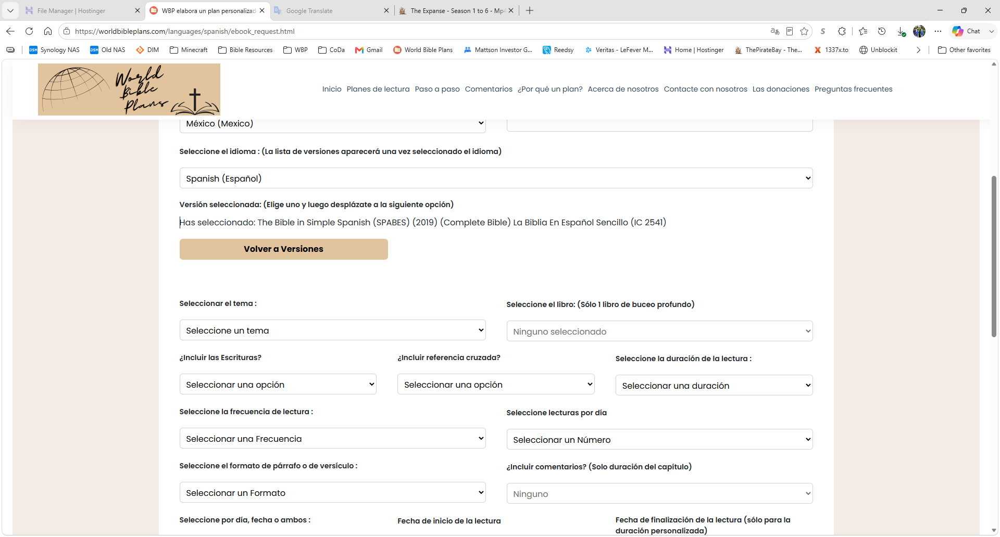 File Manager | Hostinger
WBP elabora un plan personalizad
Google Translate
The Expanse - Season 1 to 6 - Mp4
https://worldbibleplans.com/languages/spanish/ebook_request.html
Chat
DSM Synology NAS
DSM Old NAS
DIM
Minecraft
Bible Resources
WBP
CoDa
Gmail
World Bible Plans
Mattson Investor G...
Reedsy
Veritas - LeFever M...
Home | Hostinger
ThePirateBay - The...
1337x.to
Unblockit
Other favorites
World
Bible
Plans
Inicio
Planes de lectura
Paso a paso
Comentarios
¿Por qué un plan?
Acerca de nosotros
Contacte con nosotros
Las donaciones
Preguntas frecuentes
México (Mexico)
Seleccione el idioma : (La lista de versiones aparecerá una vez seleccionado el idioma)
Spanish (Español)
Versión seleccionada: (Elige uno y luego desplázate a la siguiente opción)
Has seleccionado: The Bible in Simple Spanish (SPABES) (2019) (Complete Bible) La Biblia En Español Sencillo (IC 2541)
Volver a Versiones
Seleccionar el tema :
Seleccione el libro: (Sólo 1 libro de buceo profundo)
Seleccione un tema
Ninguno seleccionado
¿Incluir las Escrituras?
¿Incluir referencia cruzada?
Seleccione la duración de la lectura :
Seleccionar una opción
Seleccionar una opción
Seleccionar una duración
Seleccione la frecuencia de lectura :
Seleccione lecturas por día
Seleccionar una Frecuencia
Seleccionar un Número
Seleccione el formato de párrafo o de versículo :
¿Incluir comentarios? (Solo duración del capítulo)
Seleccionar un Formato
Ninguno
Seleccione por día, fecha o ambos :
Fecha de inicio de la lectura
Fecha de finalización de la lectura (sólo para la
duración personalizada)